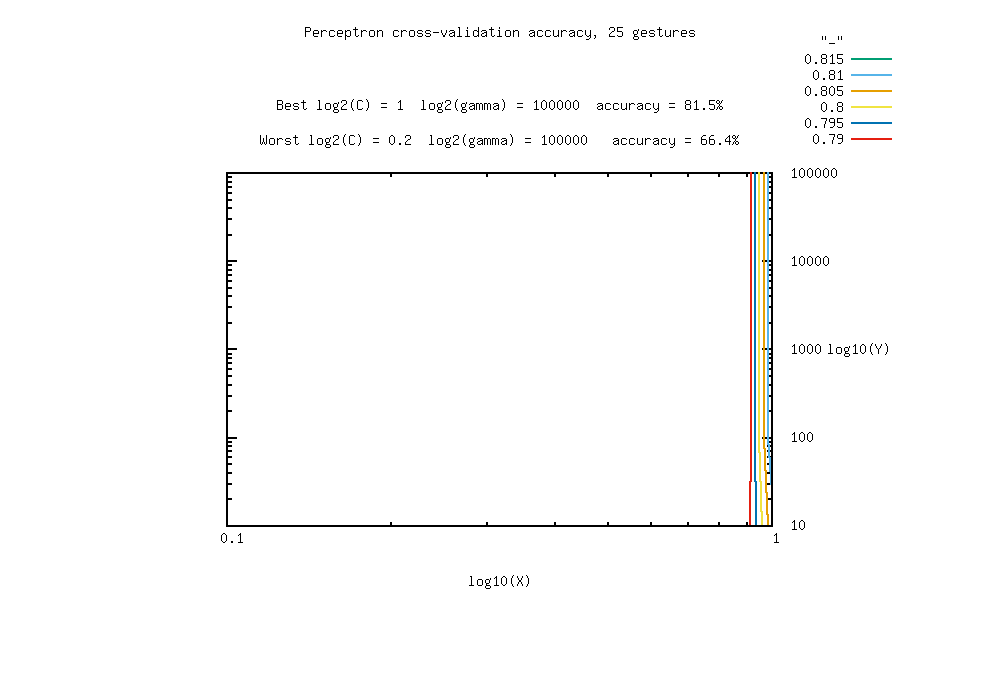 Perceptron cross-validation accuracy, 25 gestures
"_"
0.815
0.81
0.805
0.8
0.795
0.79
Best log2(C) = 1  log2(gamma) = 100000  accuracy = 81.5%
Worst log2(C) = 0.2  log2(gamma) = 100000   accuracy = 66.4%
100000
10000
1000
log10(Y)
100
10
0.1
1
log10(X)